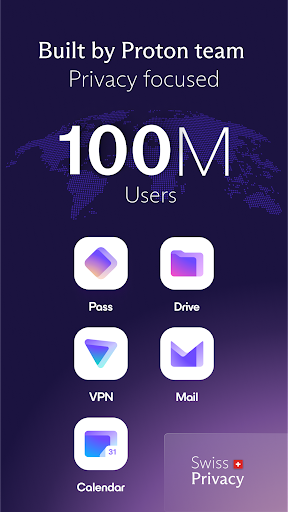 Built by Proton team
Privacy focused
100M
Users
Pass
Drive
VPN
Mail
31
Calendar
Swiss
Privacy